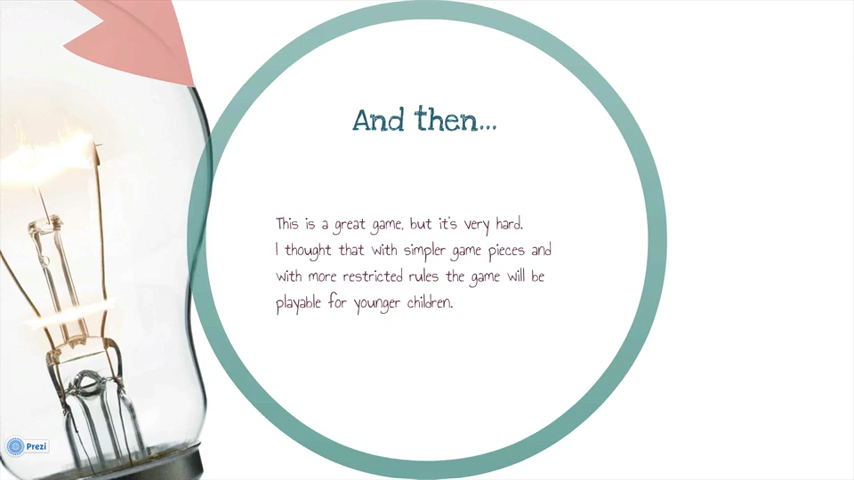 And then...
This is a great game, but it's very hard.
I thought that with simpler game pieces and
with more restricted rules the game will be
playable for younger children.
Prezi